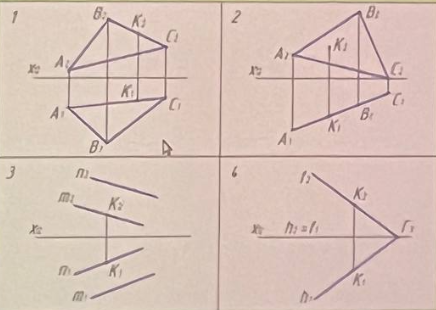 1
B₂
K₂
C₂
A₂
x₁₂
A₁
K₁
C₁
B₁
2
B₂
A₂
K₂
x₁₂
C₂
C₁
A₁
K₁
B₁
3
n₂
m₂
K₂
x₁₂
n₁
K₁
m₁
6
f₂
K₂
x₁₂
h₂ = f₁
K₁
h₁